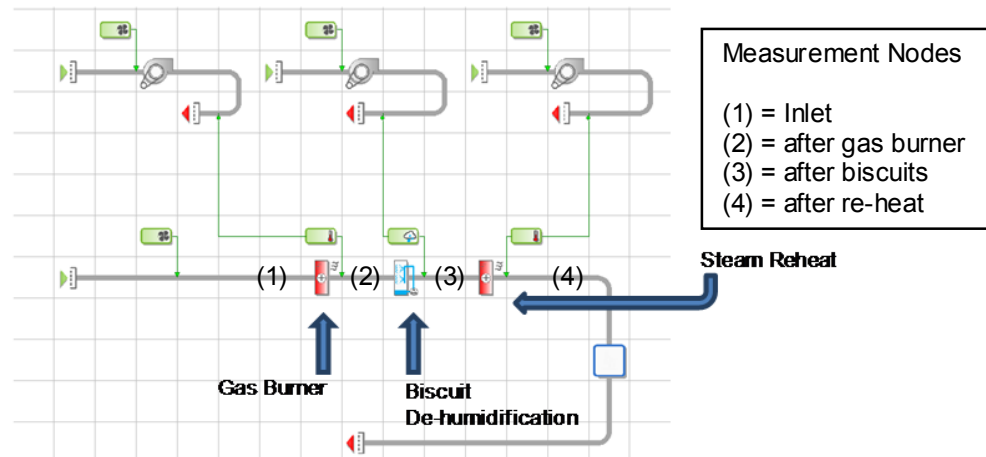 Measurement Nodes
(1) = Inlet
(2) = after gas burner
(3) = after biscuits
(4) = after re-heat
Steam Reheat
(1)
(2)
(3)
(4)
Gas Burner
Biscuit
De-humidification